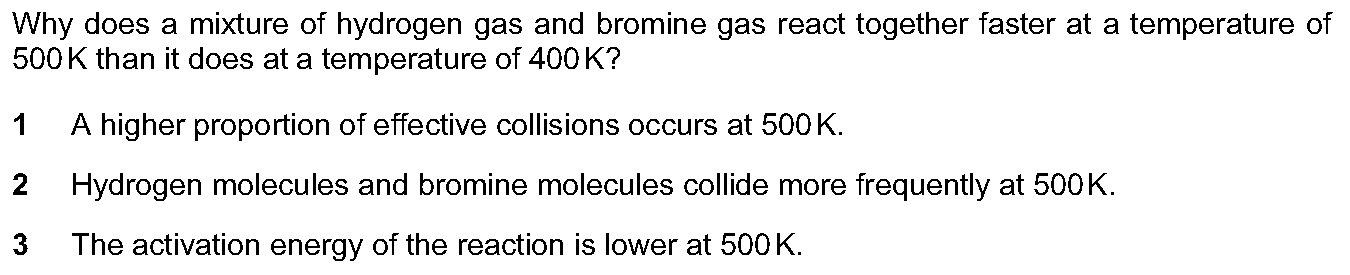 Why does a mixture of hydrogen gas and bromine gas react together faster at a temperature of
500 K than it does at a temperature of 400 K?
1 A higher proportion of effective collisions occurs at 500 K.
2 Hydrogen molecules and bromine molecules collide more frequently at 500 K.
3 The activation energy of the reaction is lower at 500 K.